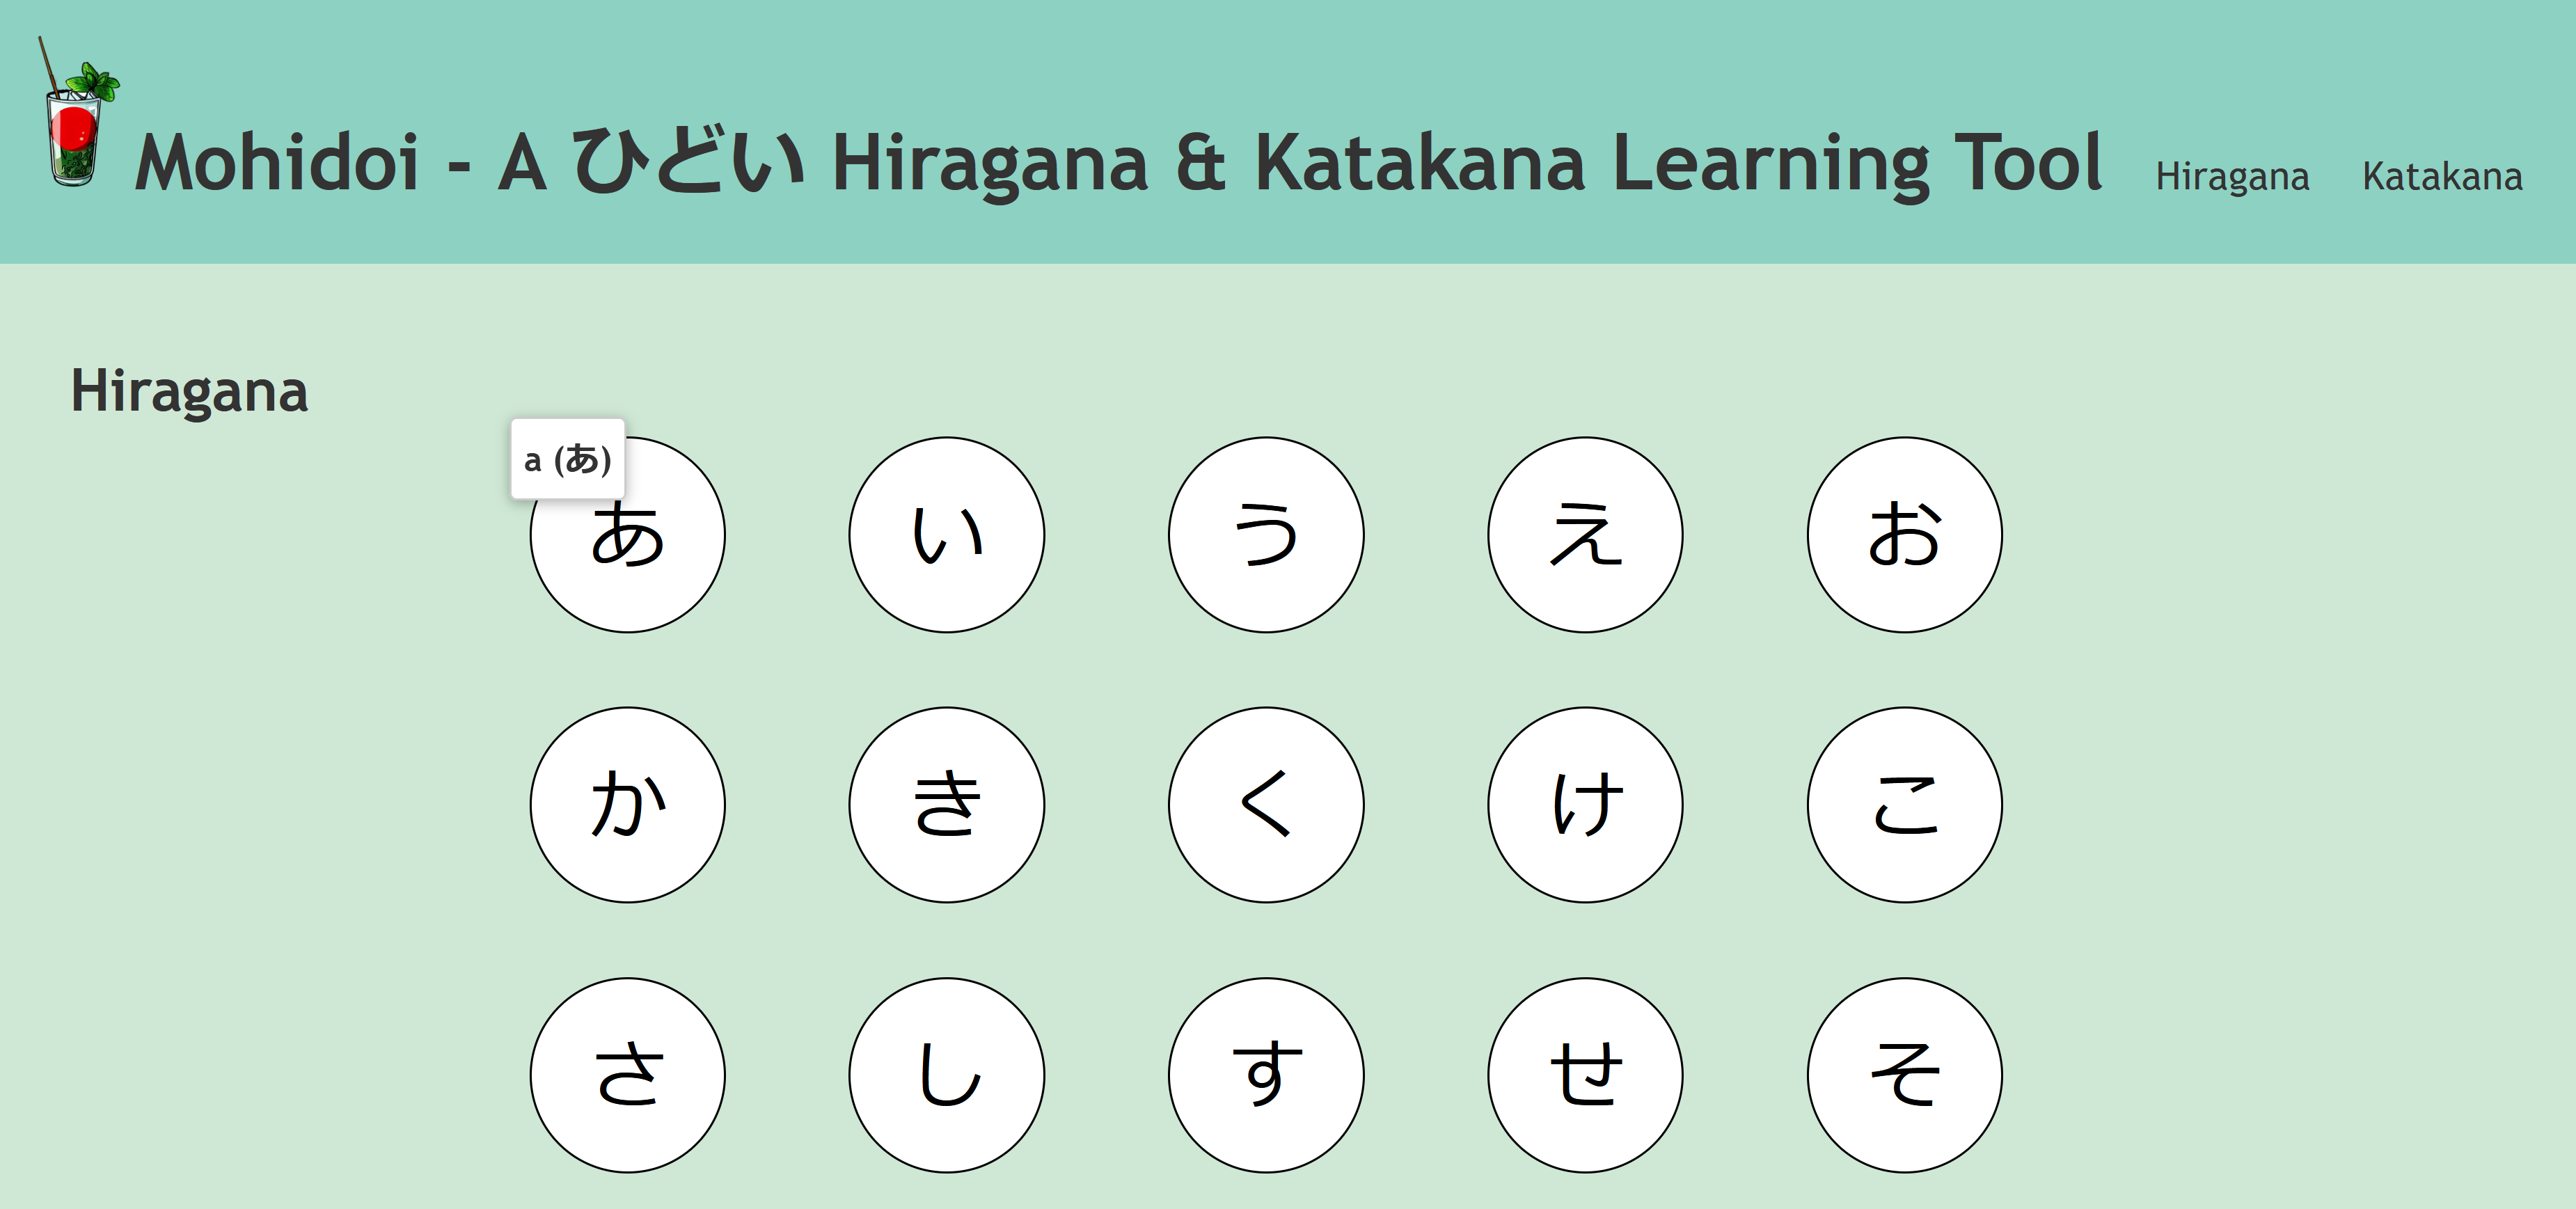 Mohidoi - A ひどい Hiragana & Katakana Learning Tool Hiragana Katakana
Hiragana
a (あ)
あ い う え お
か き く け こ
さ し す せ そ